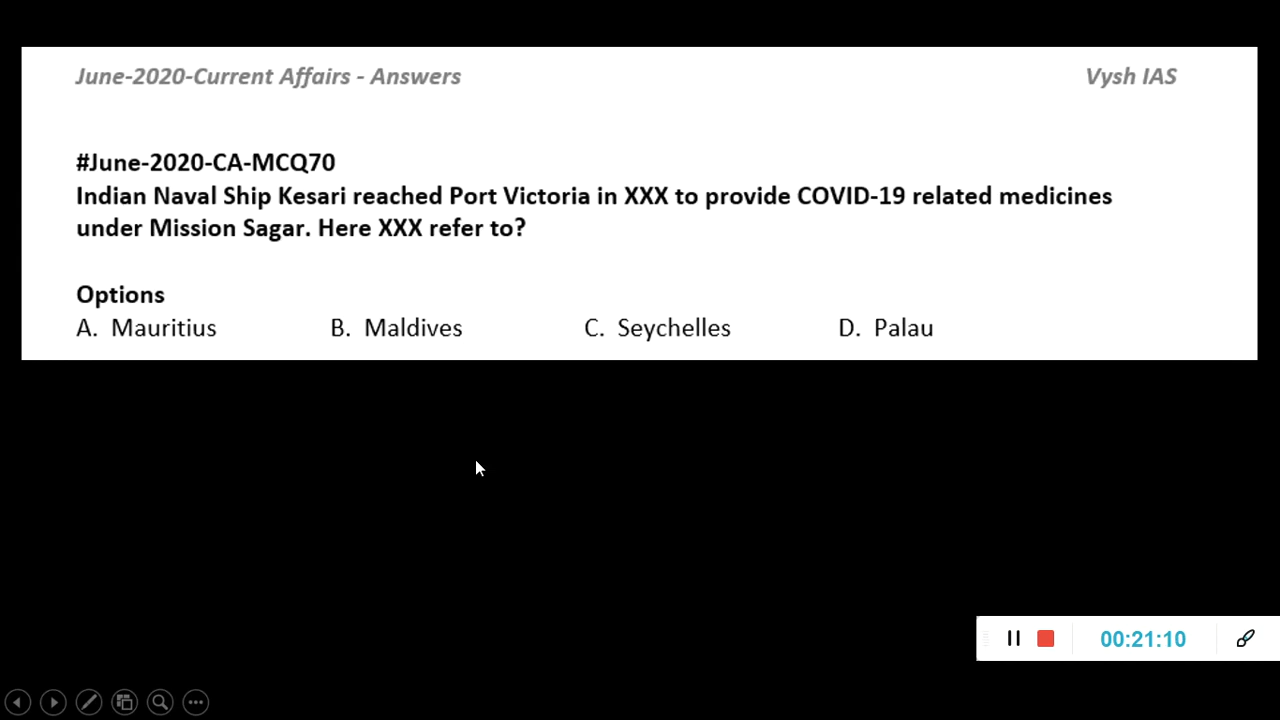 June-2020-Current Affairs - Answers Vysh IAS
#June-2020-CA-MCQ70
Indian Naval Ship Kesari reached Port Victoria in XXX to provide COVID-19 related medicines
under Mission Sagar. Here XXX refer to?
Options
A. Mauritius B. Maldives C. Seychelles D. Palau
00:21:10